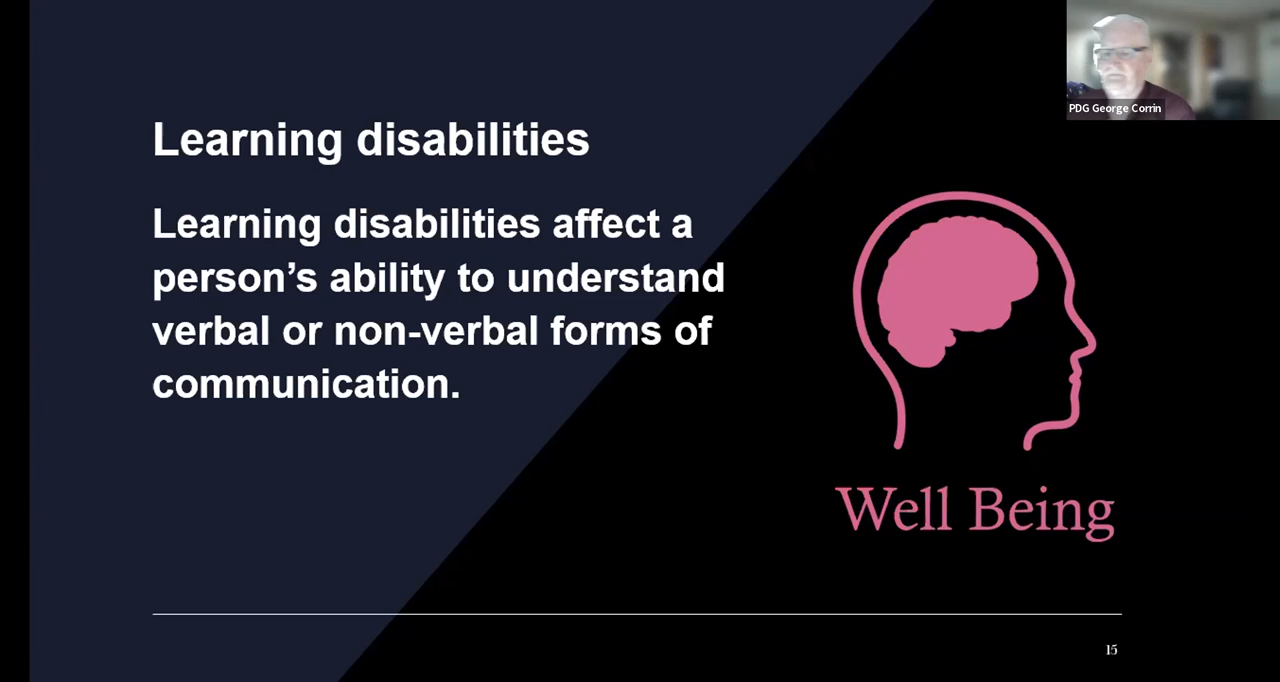 PDG George Corrin
Learning disabilities
Learning disabilities affect a
person’s ability to understand
verbal or non-verbal forms of
communication.
Well Being
15